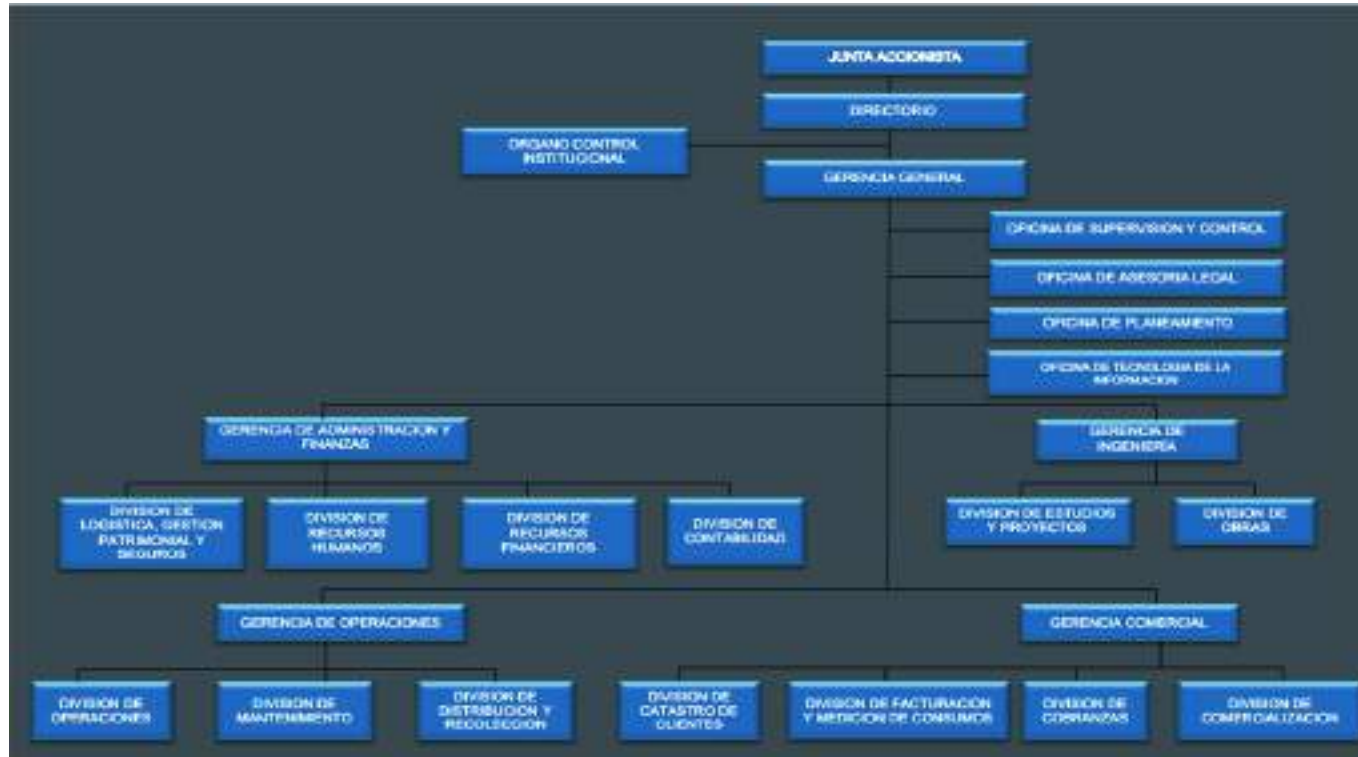 JUNTA ACCIONISTA
DIRECTORIO
ORGANO CONTROL
INSTITUCIONAL
GERENCIA GENERAL
OFICINA DE SUPERVISION Y CONTROL
OFICINA DE ASESORIA LEGAL
OFICINA DE PLANEAMIENTO
OFICINA DE TECNOLOGIA DE LA
INFORMACION
GERENCIA DE ADMINISTRACION Y
FINANZAS
GERENCIA DE
INGENIERIA
DIVISION DE
LOGISTICA, GESTION
PATRIMONIAL Y
SEGUROS
DIVISION DE
RECURSOS
HUMANOS
DIVISION DE
RECURSOS
FINANCIEROS
DIVISION DE
CONTABILIDAD
DIVISION DE ESTUDIOS
Y PROYECTOS
DIVISION DE
OBRAS
GERENCIA DE OPERACIONES
GERENCIA COMERCIAL
DIVISION DE
OPERACIONES
DIVISION DE
MANTENIMIENTO
DIVISION DE
DISTRIBUCION Y
RECOLECCION
DIVISION DE
CATASTRO DE
CLIENTES
DIVISION DE FACTURACION
Y MEDICION DE CONSUMOS
DIVISION DE
COBRANZAS
DIVISION DE
COMERCIALIZACION